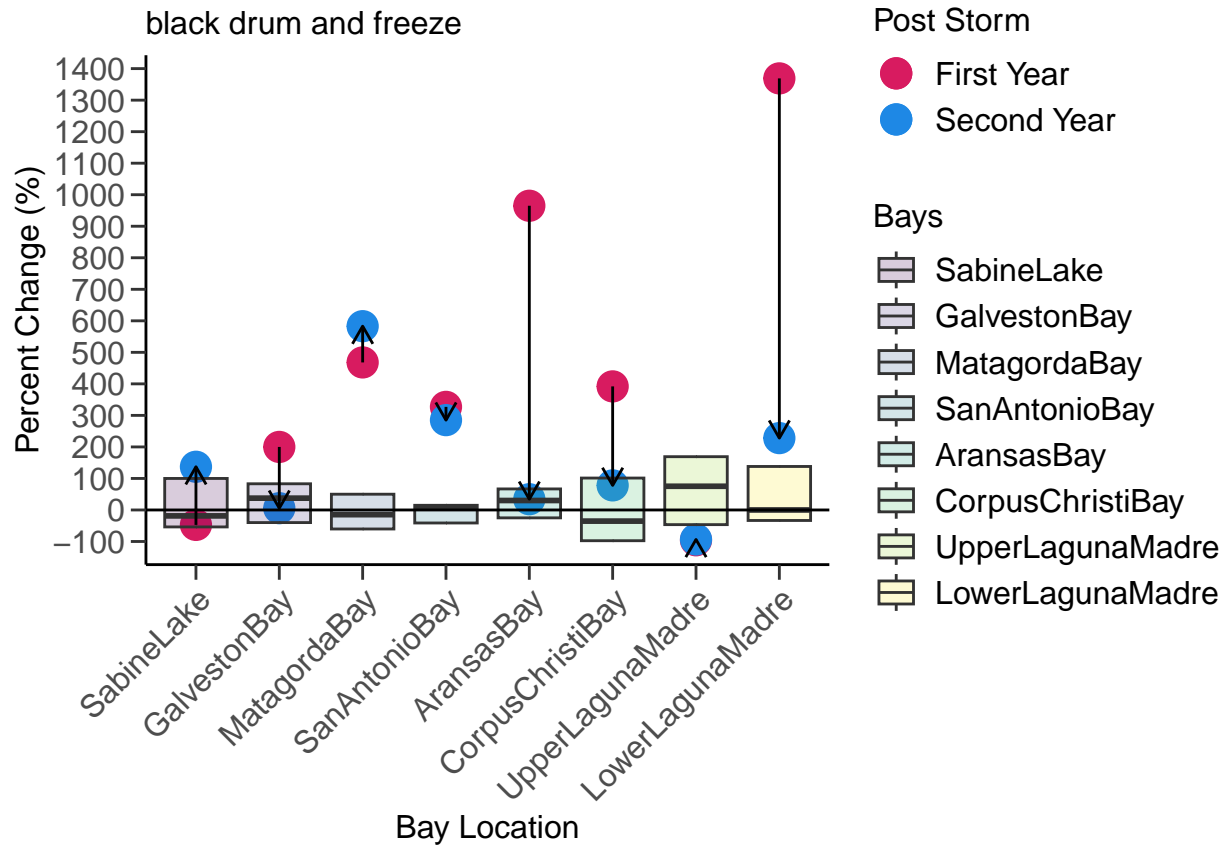 black drum and freeze
Percent Change (%)
1400
1300
1200
1100
1000
900
800
700
600
500
400
300
200
100
0
−100
SabineLake
GalvestonBay
MatagordaBay
SanAntonioBay
AransasBay
CorpusChristiBay
UpperLagunaMadre
LowerLagunaMadre
Bay Location
Post Storm
First Year
Second Year
Bays
SabineLake
GalvestonBay
MatagordaBay
SanAntonioBay
AransasBay
CorpusChristiBay
UpperLagunaMadre
LowerLagunaMadre